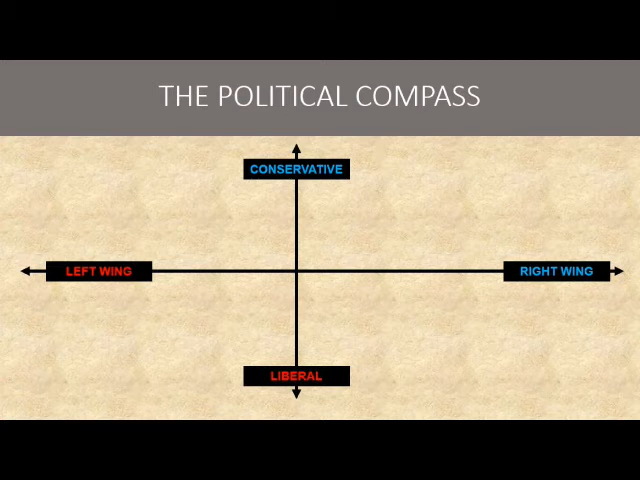 THE POLITICAL COMPASS
CONSERVATIVE
LEFT WING
RIGHT WING
LIBERAL